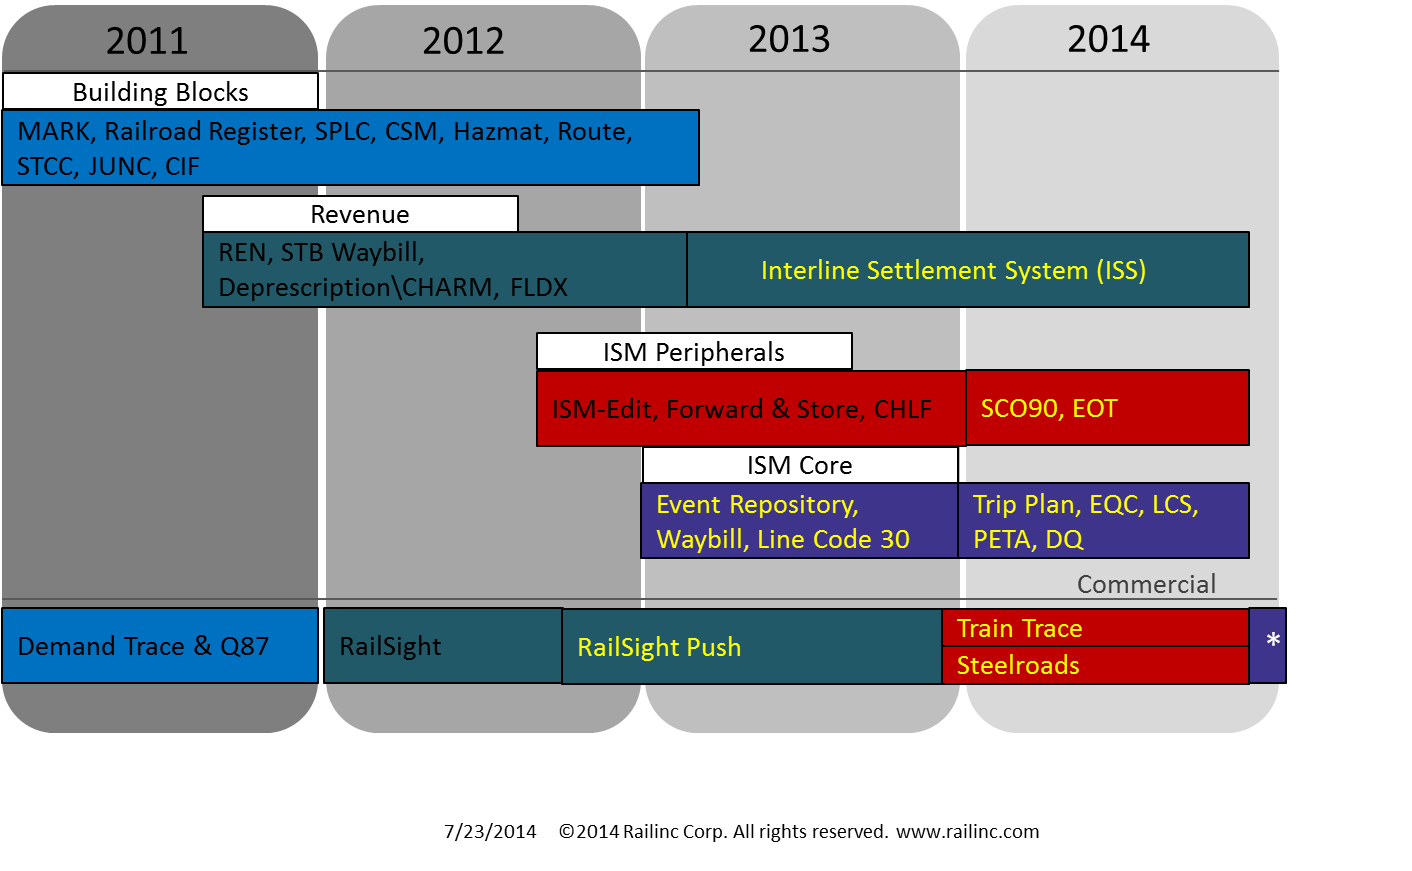 2011
2012
2013
2014
Building Blocks
MARK, Railroad Register, SPLC, CSM, Hazmat, Route,
STCC, JUNC, CIF
Revenue
REN, STB Waybill,
Deprescription\CHARM, FLDX
Interline Settlement System (ISS)
ISM Peripherals
ISM-Edit, Forward & Store, CHLF
SCO90, EOT
ISM Core
Event Repository,
Waybill, Line Code 30
Trip Plan, EQC, LCS,
PETA, DQ
Commercial
Demand Trace & Q87
RailSight
RailSight Push
Train Trace
Steelroads
*
7/23/2014 ©2014 Railinc Corp. All rights reserved. www.railinc.com